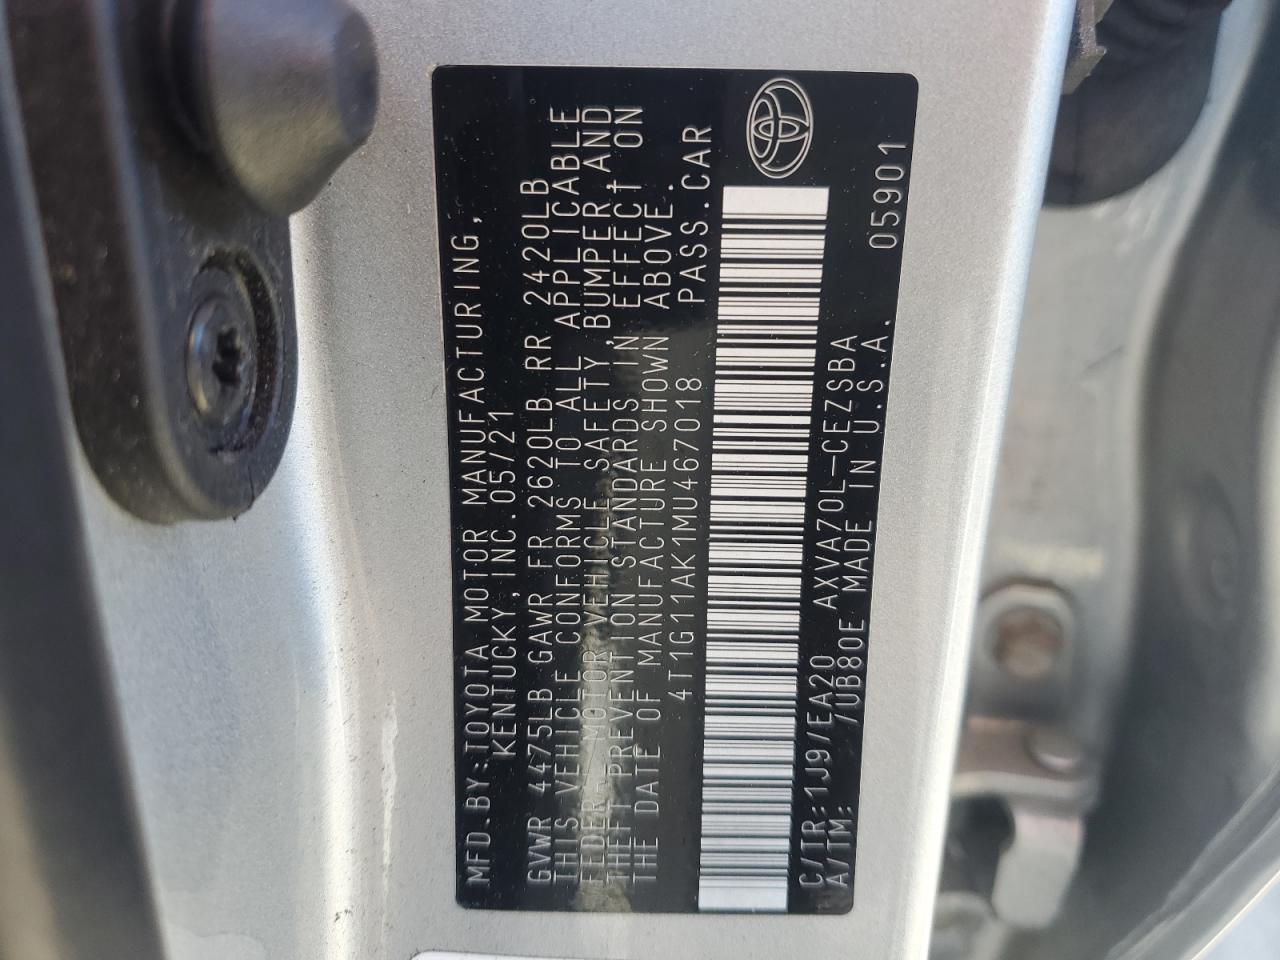 MFD.BY:TOYOTA MOTOR MANUFACTURING,
KENTUCKY,INC.05/21
GVWR 4475LB GAWR FR 2620LB RR 2420LB
THIS VEHICLE CONFORMS TO ALL APPLICABLE
MOTOR VEHICLE SAFETY,BUMPER,AND
THEFT PREVENTION STANDARDS IN EFFECT ON
THE DATE OF MANUFACTURE SHOWN ABOVE.
4T1G11AK1MU467018 PASS.CAR
C/TR:1J9/EA20 AXVA70L-CEZSBA
A/TM: /UB80E MADE IN U.S.A. 05901